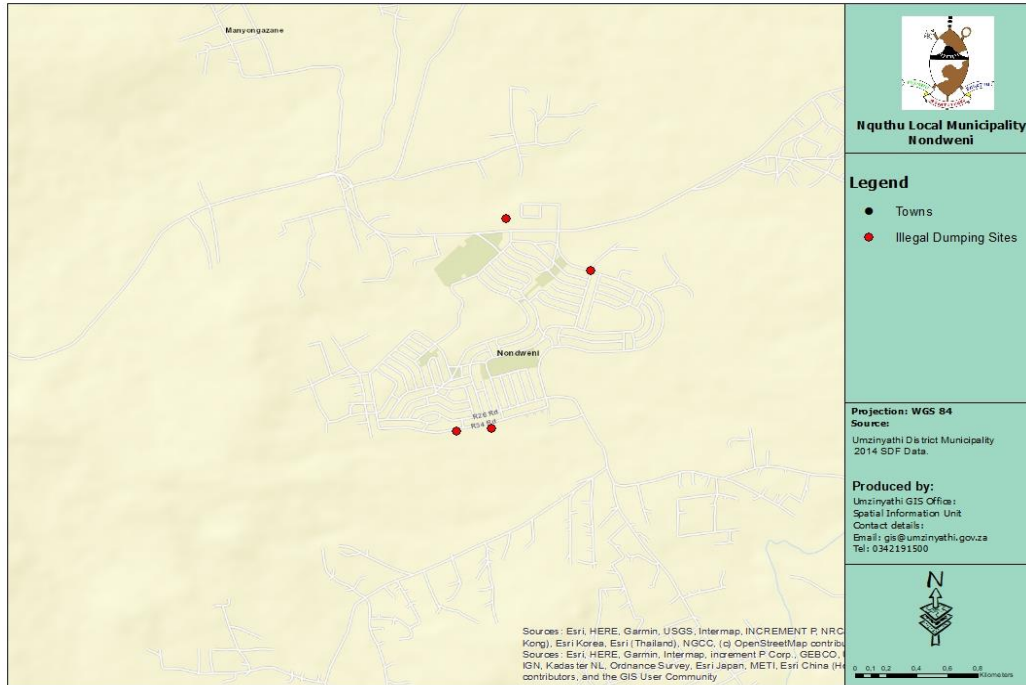 Manyongazane
Nondweni
R26 Rd
R34 Rd
Sources: Esri, HERE, Garmin, USGS, Intermap, INCREMENT P, NRC
Kong), Esri Korea, Esri (Thailand), NGCC, (c) OpenStreetMap contribu
Sources: Esri, HERE, Garmin, Intermap, increment P Corp., GEBCO,
IGN, Kadaster NL, Ordnance Survey, Esri Japan, METI, Esri China (H
contributors, and the GIS User Community
Nquthu Local Municipality
Nondweni
Legend
Towns
Illegal Dumping Sites
Projection: WGS 84
Source:
Umzinyathi District Municipality
2014 SDF Data.
Produced by:
Umzinyathi GIS Office:
Spatial Information Unit
Contact details:
Email: gis@umzinyathi.gov.za
Tel: 0342191500
N
0 0,1 0,2 0,4 0,6 0,8
Kilometers